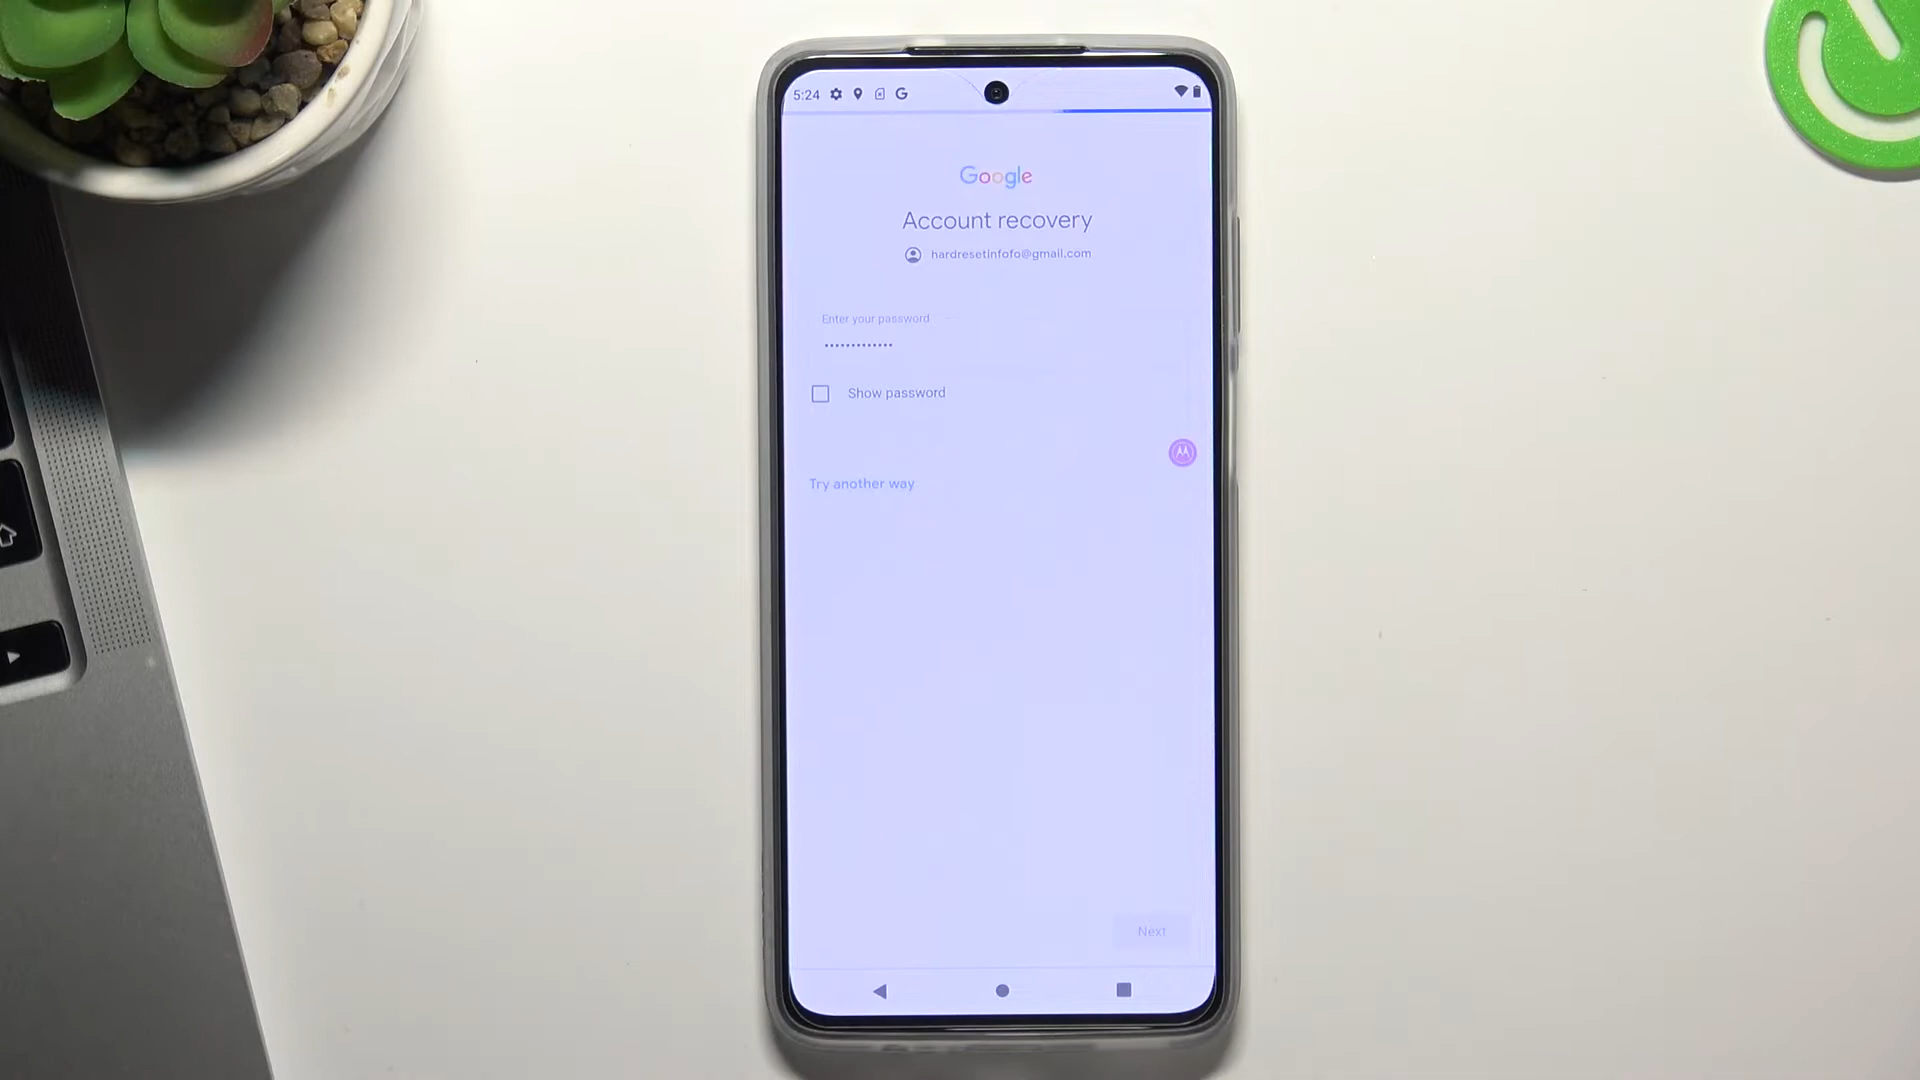 5:24
Google
Account recovery
hardresetinfofo@gmail.com
Enter your password
Show password
Try another way
Next